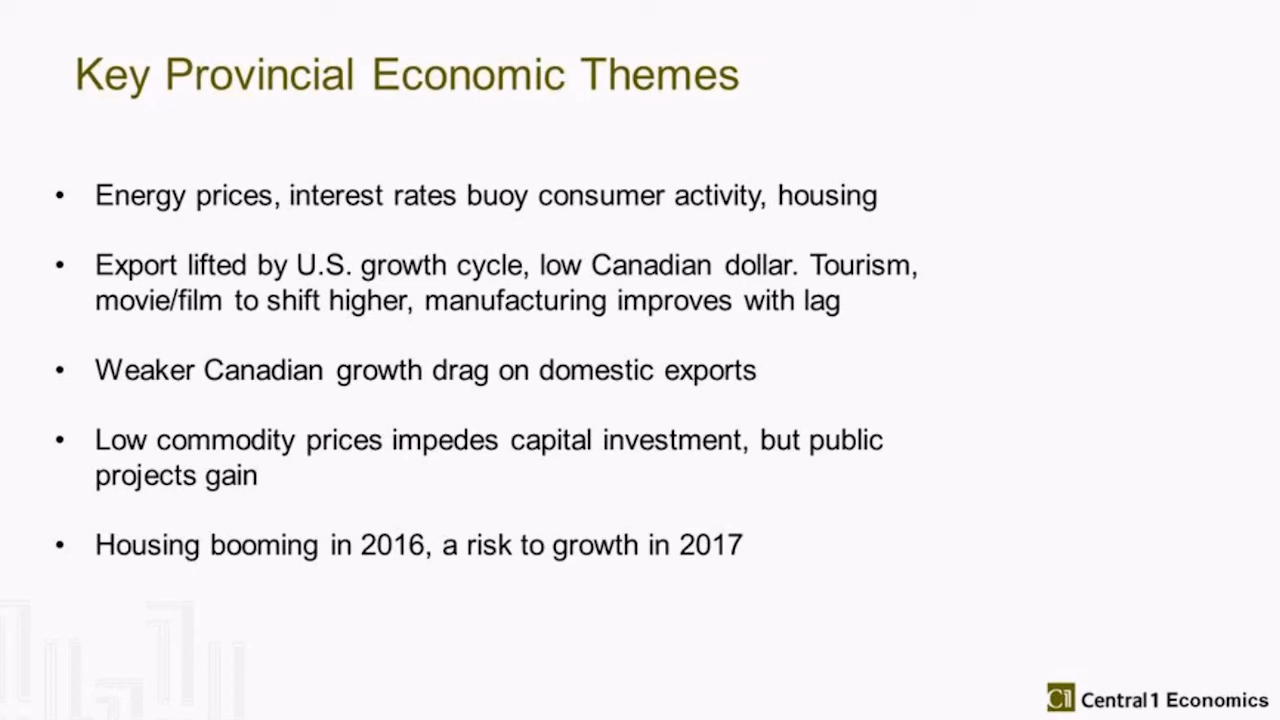 Key Provincial Economic Themes
• Energy prices, interest rates buoy consumer activity, housing
• Export lifted by U.S. growth cycle, low Canadian dollar. Tourism,
movie/film to shift higher, manufacturing improves with lag
• Weaker Canadian growth drag on domestic exports
• Low commodity prices impedes capital investment, but public
projects gain
• Housing booming in 2016, a risk to growth in 2017
C1 Central1 Economics